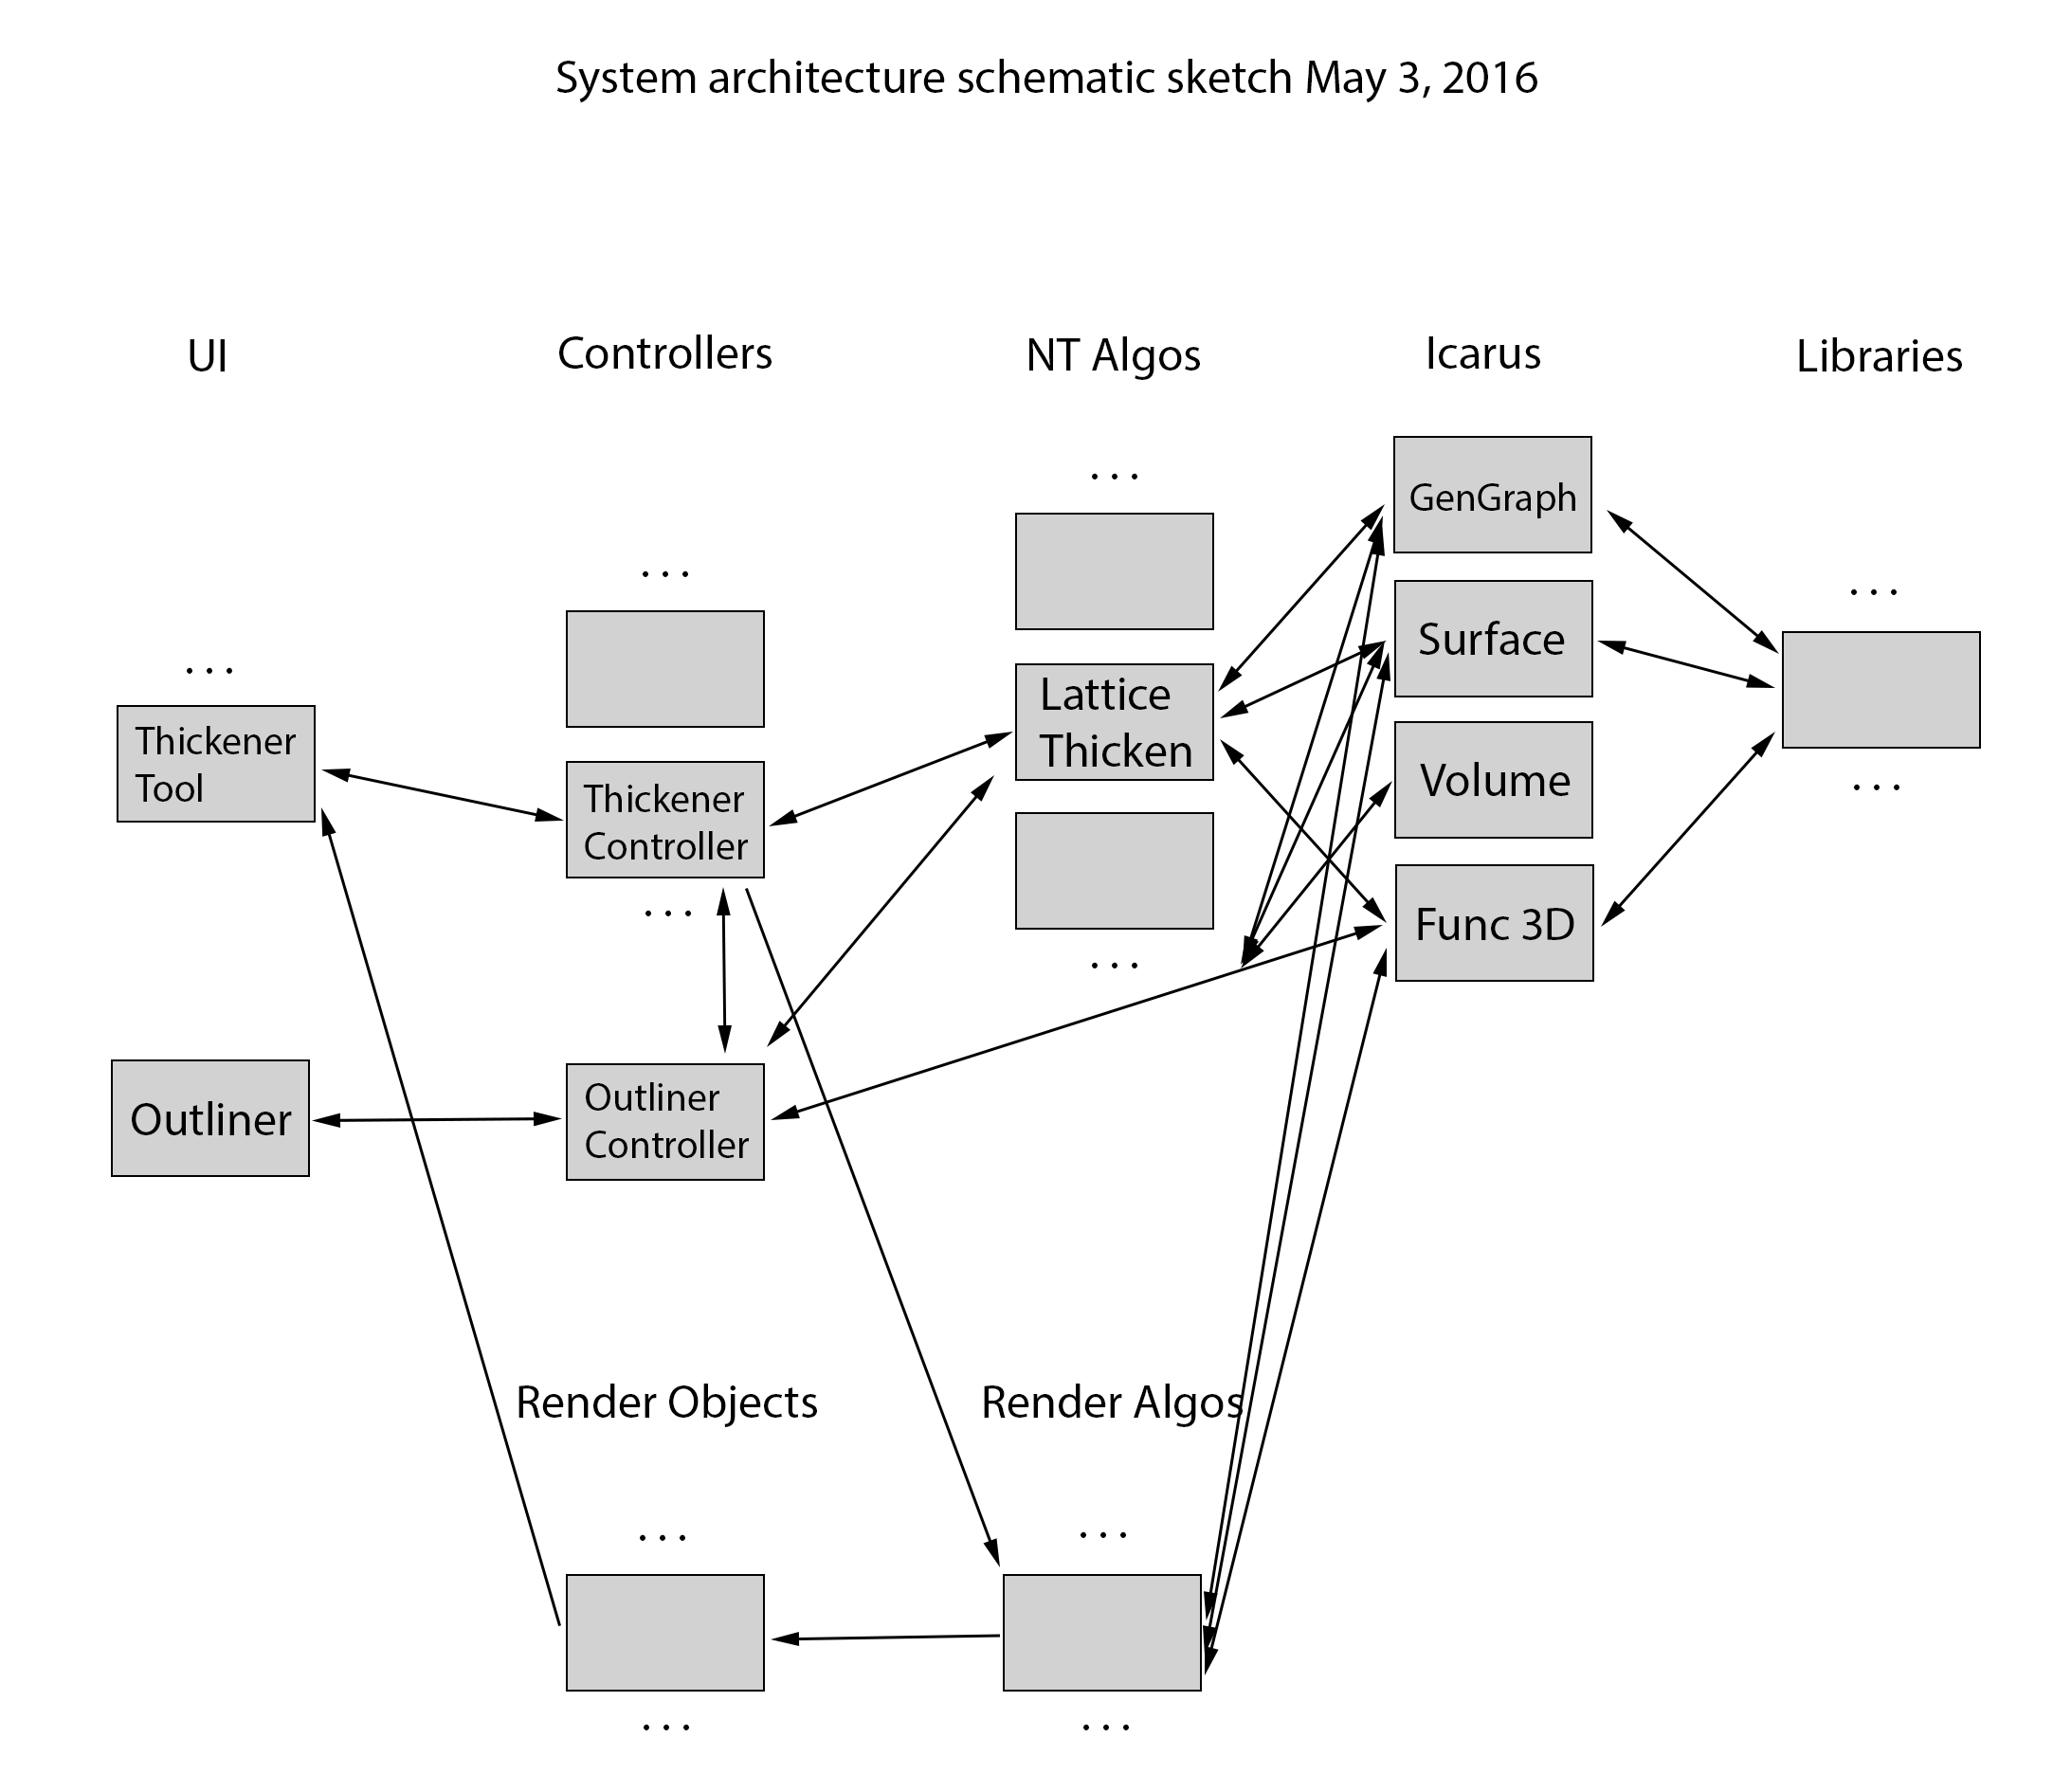 System architecture schematic sketch May 3, 2016
UI
Controllers
NT Algos
Icarus
Libraries
. . .
GenGraph
. . .
. . .
Surface
. . .
Lattice
Thicken
Thickener
Tool
Volume
Thickener
Controller
. . .
. . .
Func 3D
. . .
Outliner
Outliner
Controller
Render Objects
Render Algos
. . .
. . .
. . .
. . .